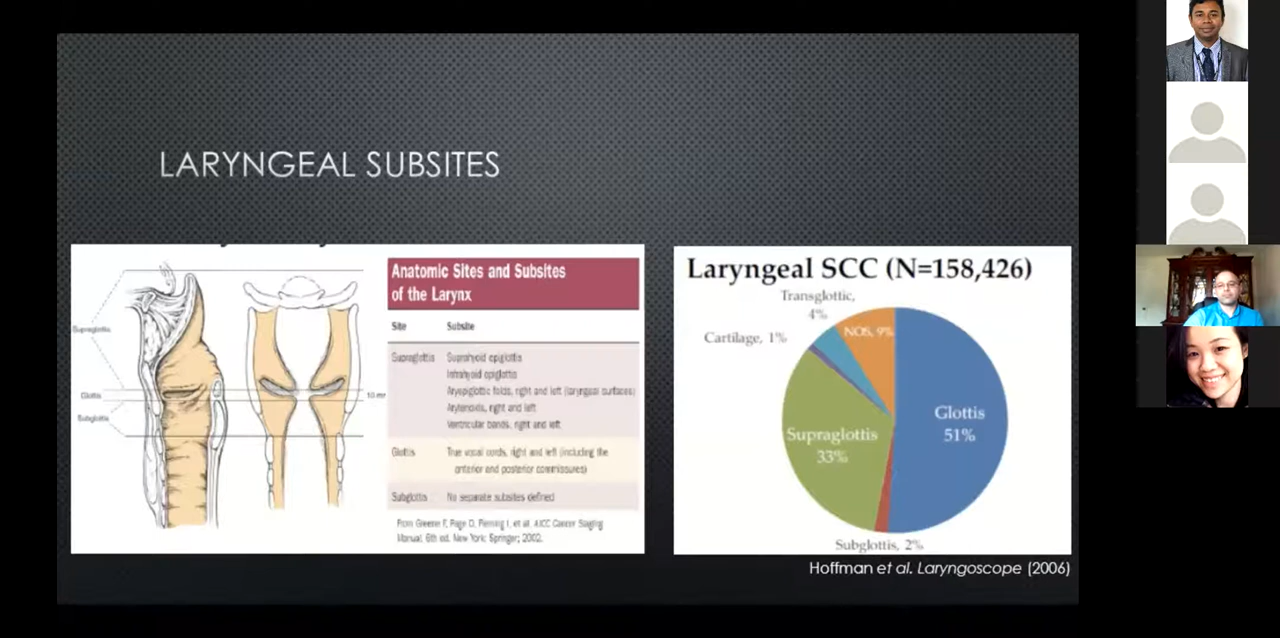 LARYNGEAL SUBSITES
Supraglottis
Glottis
Subglottis
10 mm
Anatomic Sites and Subsites
of the Larynx
Site Subsite
Supraglottis Suprahyoid epiglottis
Infrahyoid epiglottis
Aryepiglottic folds, right and left (laryngeal surfaces)
Arytenoids, right and left
Ventricular bands, right and left
Glottis True vocal cords, right and left (including the
anterior and posterior commissures)
Subglottis No separate subsites defined
From Greene F, Page D, Fleming I, et al. AJCC Cancer Staging
Manual, 6th ed. New York: Springer; 2002.
Laryngeal SCC (N=158,426)
Transglottic,
4%
NOS, 9%
Cartilage, 1%
Glottis
51%
Supraglottis
33%
Subglottis, 2%
Hoffman et al. Laryngoscope (2006)